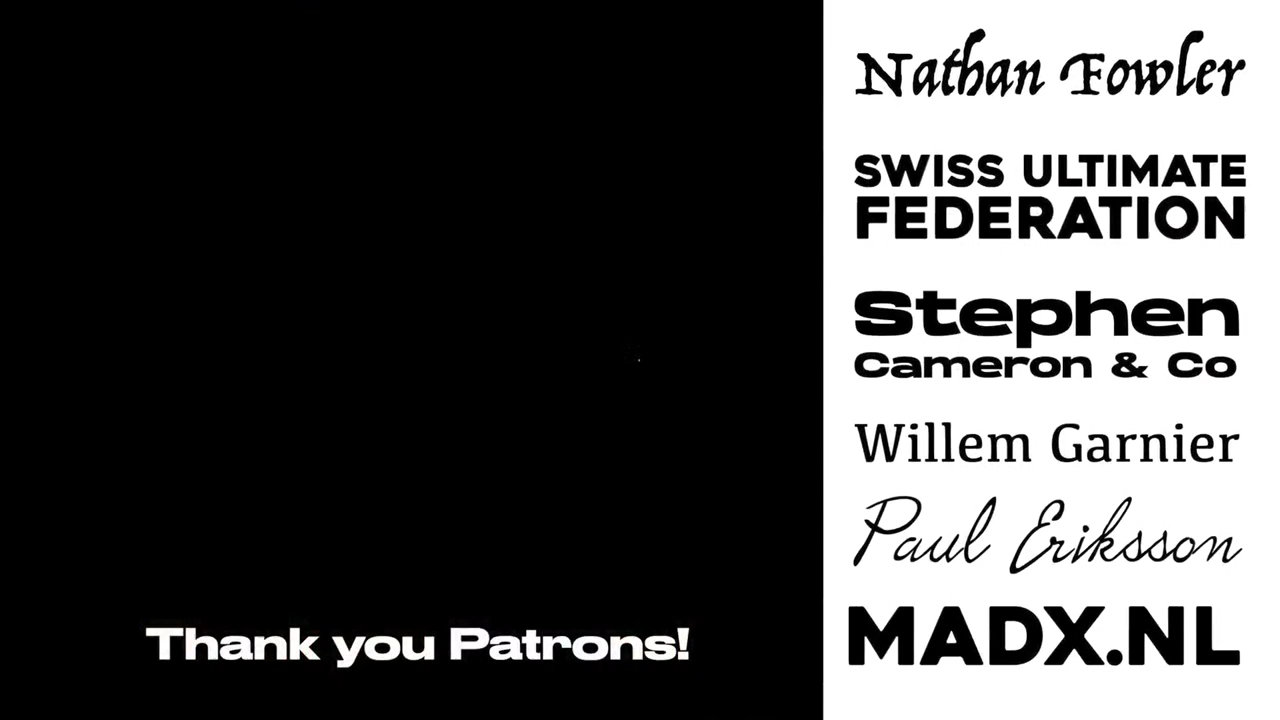 Nathan Fowler
SWISS ULTIMATE
FEDERATION
Stephen
Cameron & Co
Willem Garnier
Paul Eriksson
MADX.NL
Thank you Patrons!